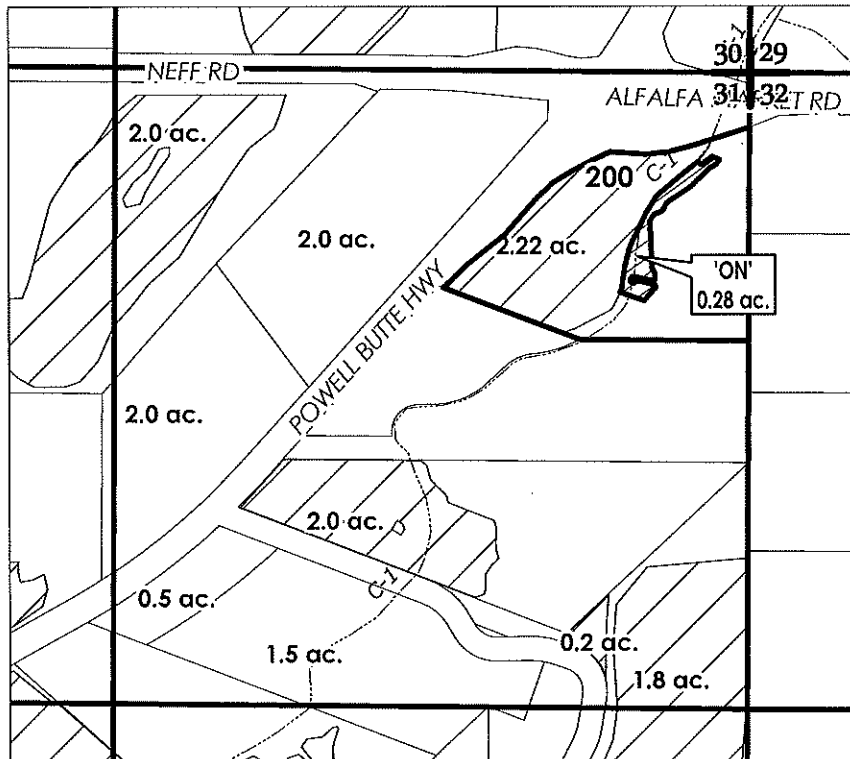 C-1
30 29
NEFF RD
31 32
ALFALFA MARKET RD
2.0 ac.
200
C-1
2.0 ac.
2.22 ac.
'ON'
0.28 ac.
POWELL BUTTE HWY
2.0 ac.
2.0 ac.
C-1
0.5 ac.
0.2 ac.
1.5 ac.
1.8 ac.